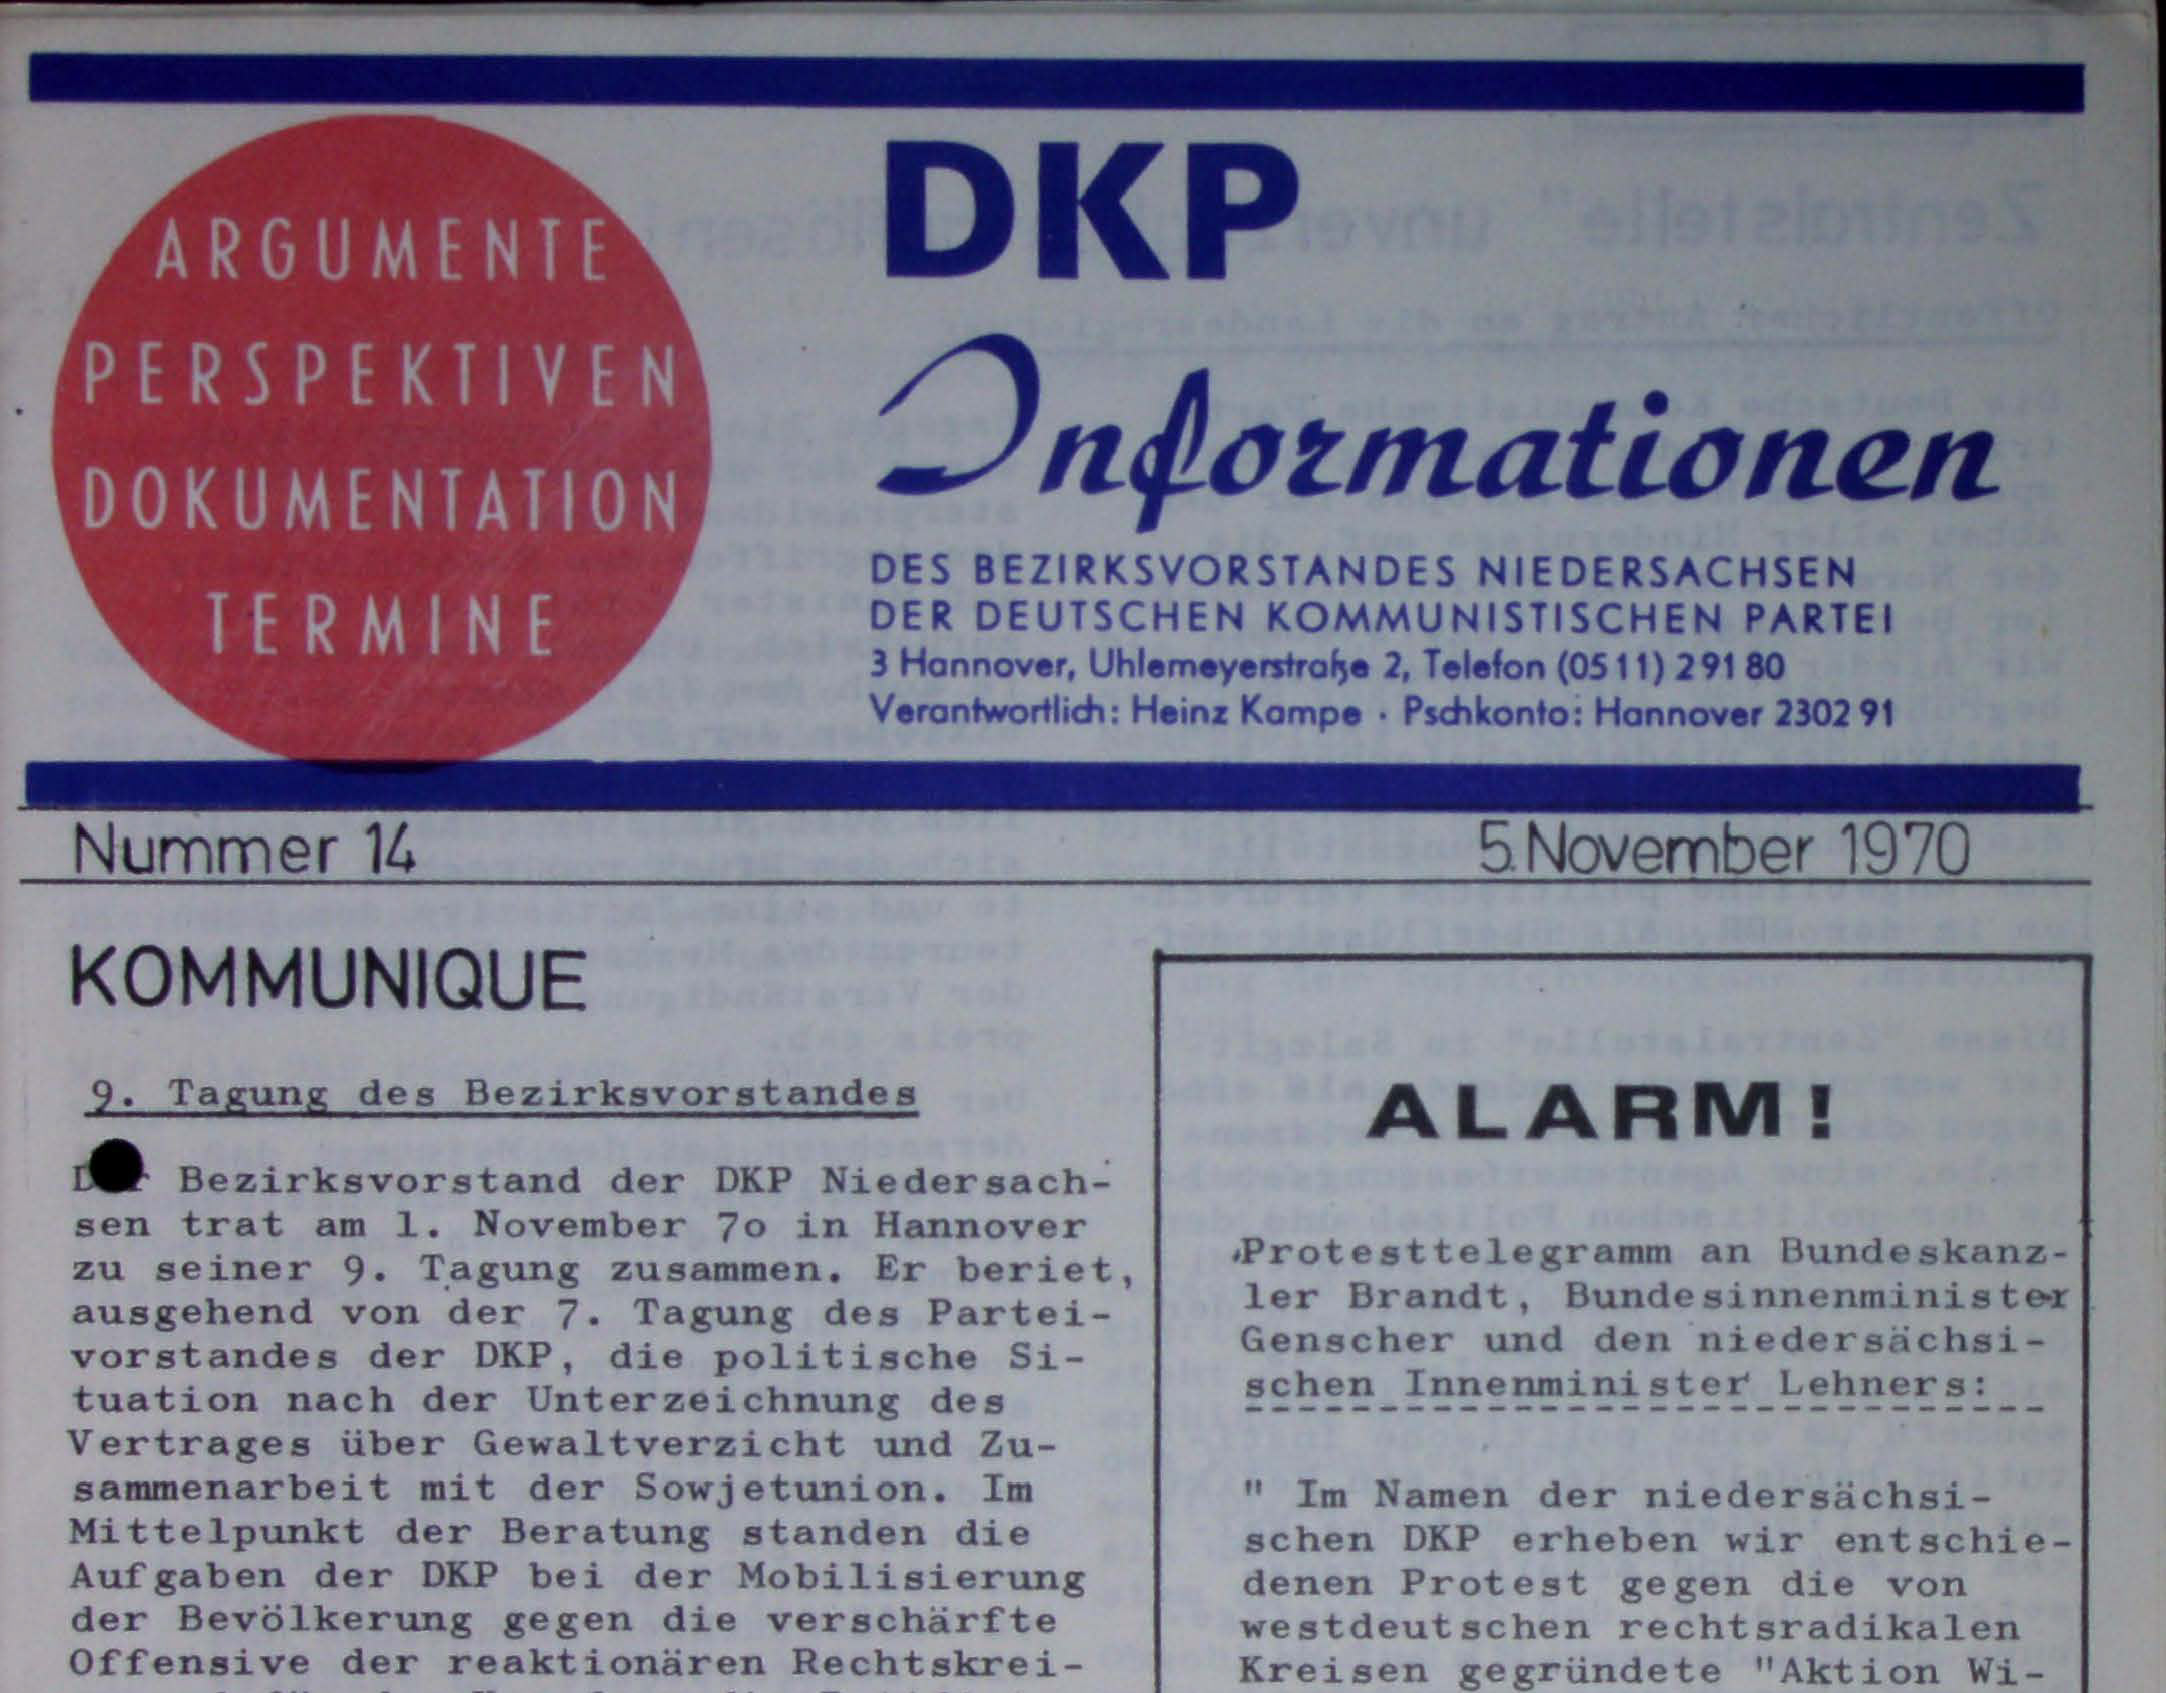 ARGUMENTE
PERSPEKTIVEN
DOKUMENTATION
TERMINE
DKP
Informationen
DES BEZIRKSVORSTANDES NIEDERSACHSEN
DER DEUTSCHEN KOMMUNISTISCHEN PARTEI
3 Hannover, Uhlemeyerstraße 2, Telefon (05 11) 2 91 80
Verantwortlich: Heinz Kampe · Pschkonto: Hannover 2302 91
Nummer 14
5. November 1970
KOMMUNIQUE
9. Tagung des Bezirksvorstandes
Bezirksvorstand der DKP Niedersach-
sen trat am 1. November 7o in Hannover
zu seiner 9. Tagung zusammen. Er beriet,
ausgehend von der 7. Tagung des Partei-
vorstandes der DKP, die politische Si-
tuation nach der Unterzeichnung des
Vertrages über Gewaltverzicht und Zu-
sammenarbeit mit der Sowjetunion. Im
Mittelpunkt der Beratung standen die
Aufgaben der DKP bei der Mobilisierung
der Bevölkerung gegen die verschärfte
Offensive der reaktionären Rechtskrei-
ALARM!
Protesttelegramm an Bundeskanz-
ler Brandt, Bundesinnenminister
Genscher und den niedersächsi-
schen Innenminister Lehners:
" Im Namen der niedersächsi-
schen DKP erheben wir entschie-
denen Protest gegen die von
westdeutschen rechtsradikalen
Kreisen gegründete "Aktion Wi-